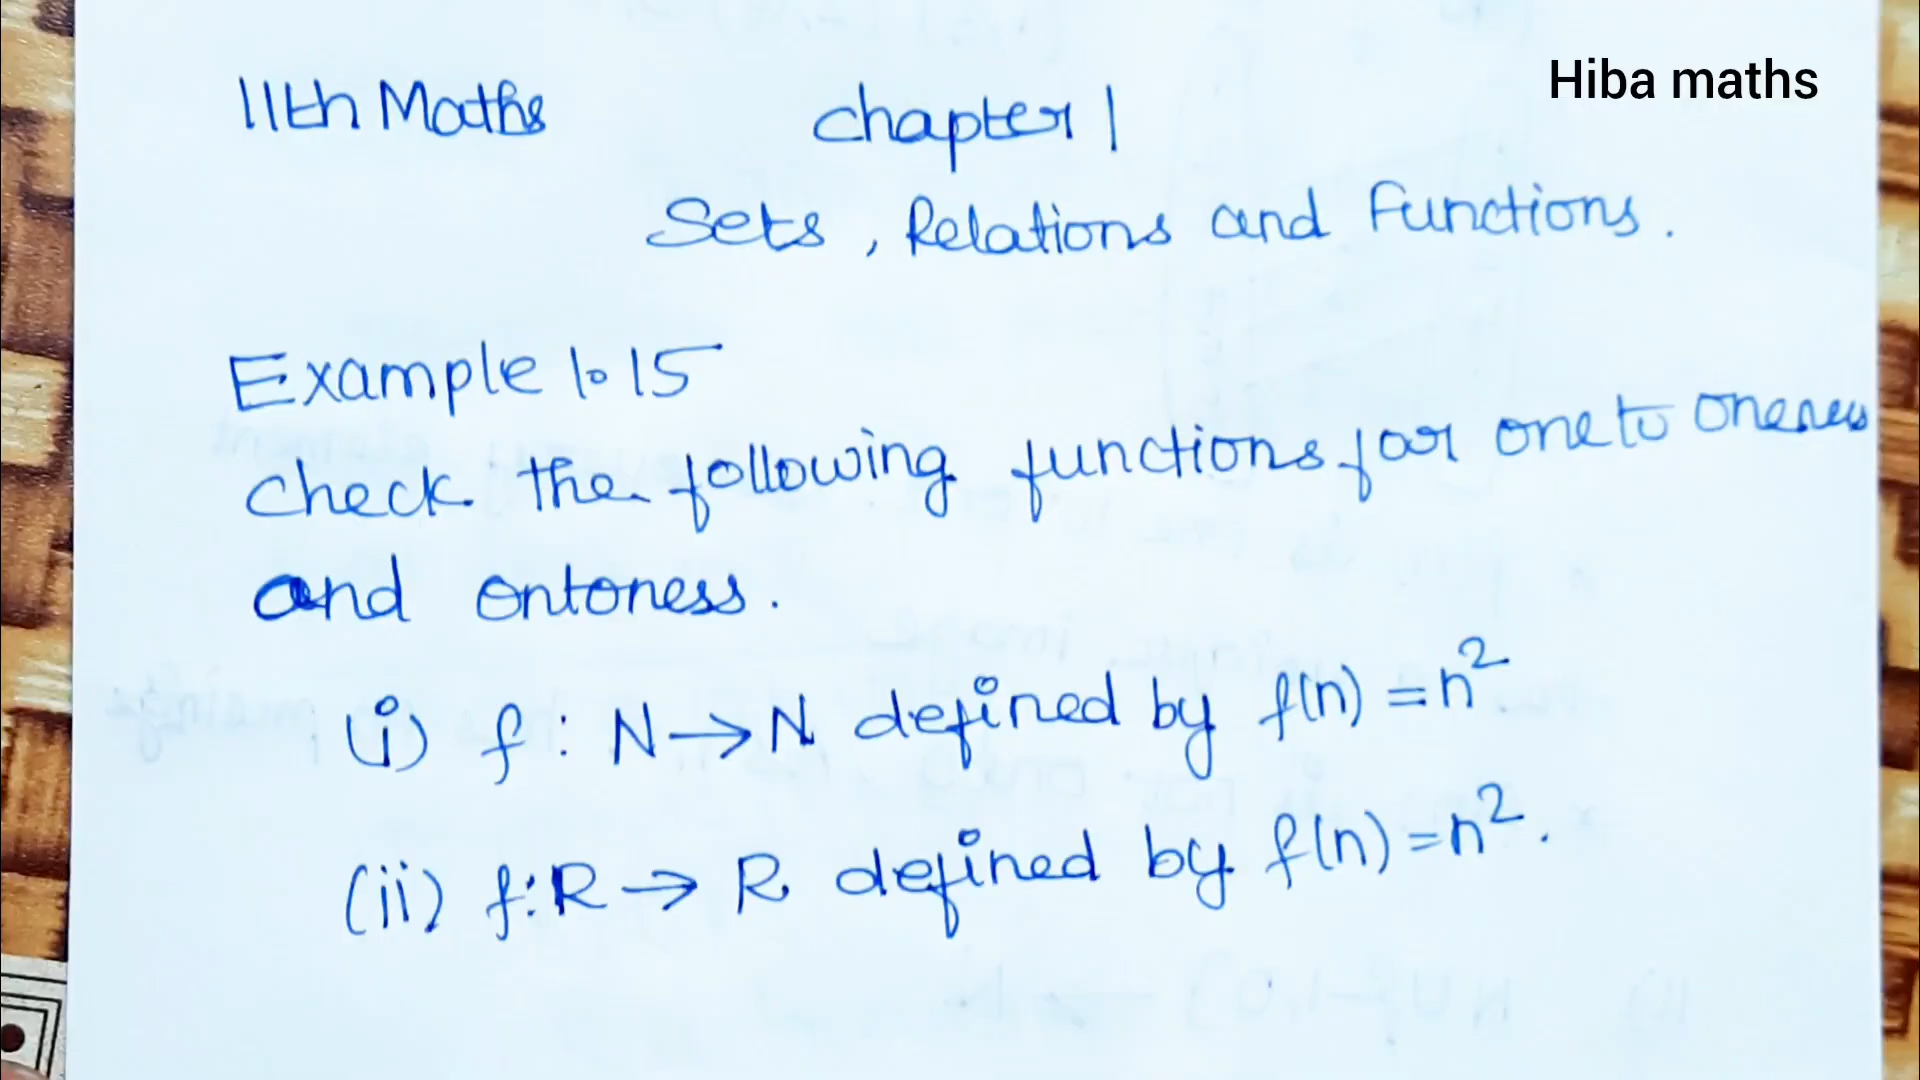 Hiba maths
11th Maths chapter 1
Sets, Relations and Functions.
Example 1.15
check the following functions for one to oneness
and ontoness.
(i) f : N → N defined by f(n) = n²
(ii) f: R → R defined by f(n) = n².